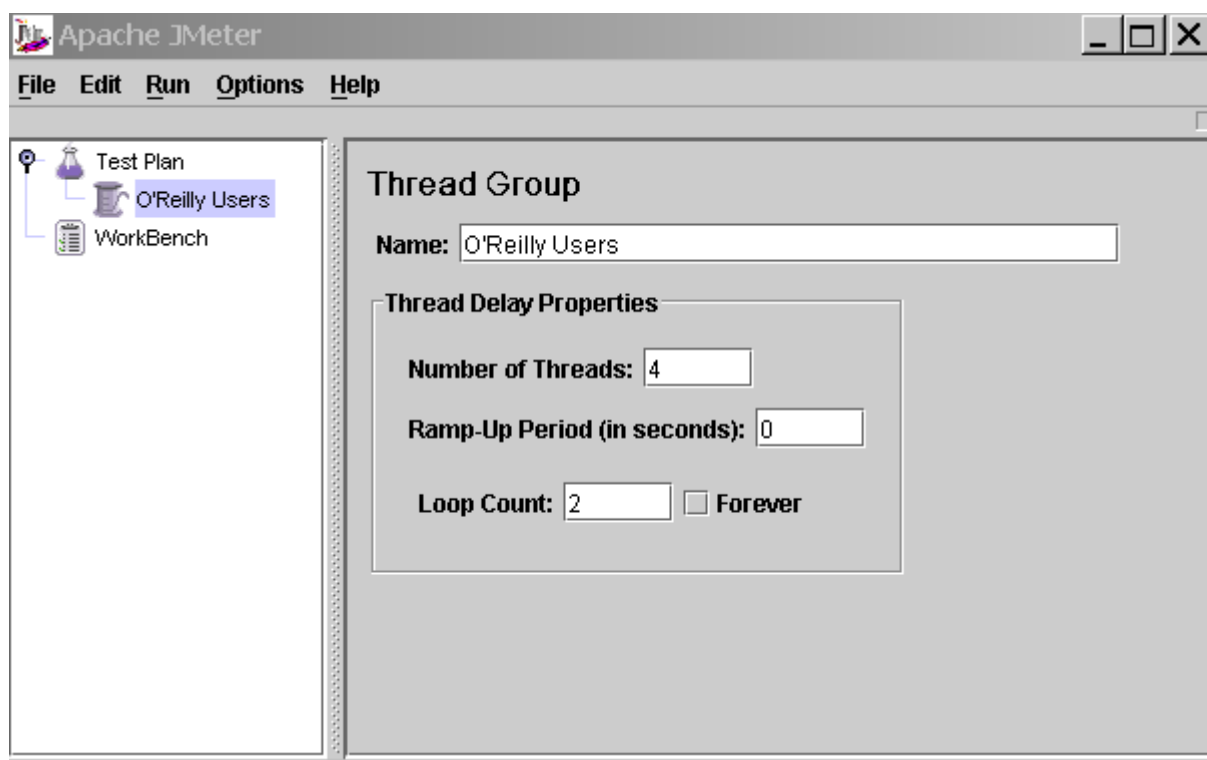 Apache JMeter
File Edit Run Options Help
Test Plan
O'Reilly Users
WorkBench
Thread Group
Name: O'Reilly Users
Thread Delay Properties
Number of Threads: 4
Ramp-Up Period (in seconds): 0
Loop Count: 2 Forever